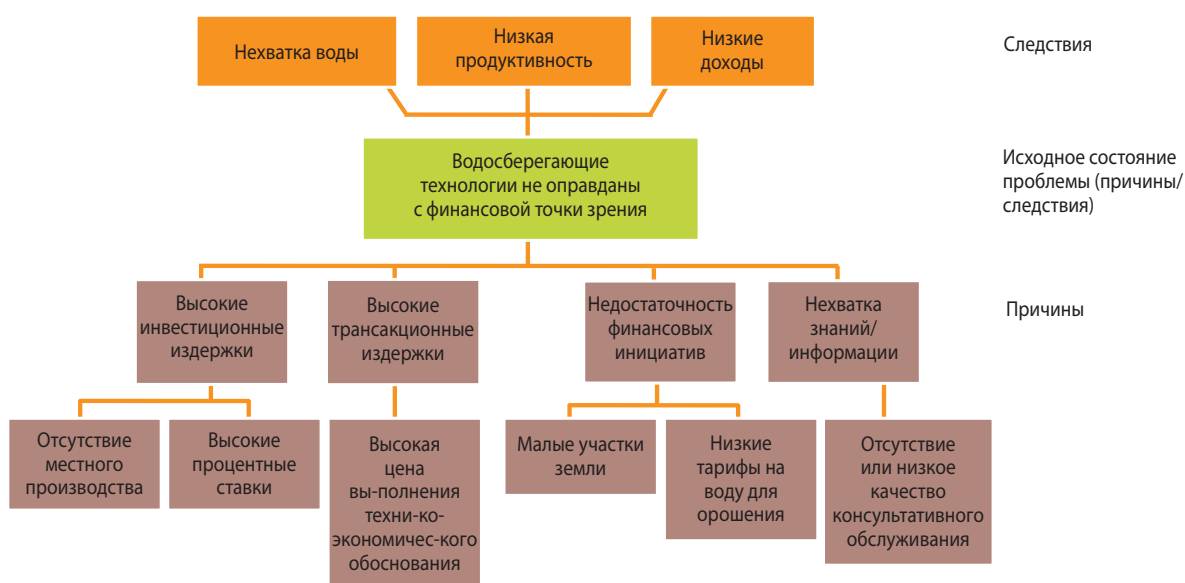 Нехватка воды
Низкая
продуктивность
Низкие
доходы
Следствия
Водосберегающие
технологии не оправданы
с финансовой точки зрения
Исходное состояние
проблемы (причины/
следствия)
Высокие
инвестиционные
издержки
Высокие
трансакционные
издержки
Недостаточность
финансовых
инициатив
Нехватка
знаний/
информации
Причины
Отсутствие
местного
производства
Высокие
процентные
ставки
Высокая
цена
вы-полнения
техни-ко-
экономичес-кого
обоснования
Малые участки
земли
Низкие
тарифы на
воду для
орошения
Отсутствие
или низкое
качество
консультативного
обслуживания